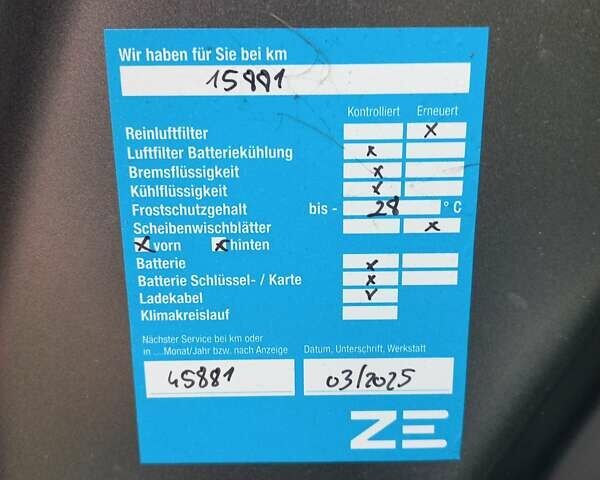 Wir haben für Sie bei km
15881
Kontrolliert Erneuert
Reinluftfilter x
Luftfilter Batteriekühlung x
Bremsflüssigkeit x
Kühlflüssigkeit x
Frostschutzgehalt bis - 28 °C
Scheibenwischblätter x
x vorn x hinten
Batterie x
Batterie Schlüssel- / Karte x
Ladekabel v
Klimakreislauf
Nächster Service bei km oder
in ....Monat/Jahr bzw. nach Anzeige Datum, Unterschrift, Werkstatt
45881 03/2025
ZE